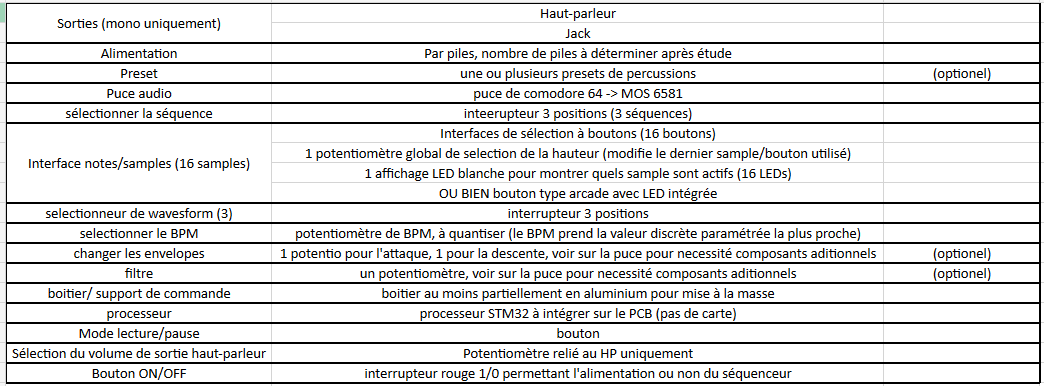 Sorties (mono uniquement)
Haut-parleur
Jack
Alimentation Par piles, nombre de piles à déterminer après étude
Preset une ou plusieurs presets de percussions (optionel)
Puce audio puce de comodore 64 -> MOS 6581
sélectionner la séquence inteerupteur 3 positions (3 séquences)
Interface notes/samples (16 samples)
Interfaces de sélection à boutons (16 boutons)
1 potentiomètre global de selection de la hauteur (modifie le dernier sample/bouton utilisé)
1 affichage LED blanche pour montrer quels sample sont actifs (16 LEDs)
OU BIEN bouton type arcade avec LED intégrée
selectionneur de waveform (3) interrupteur 3 positions
selectionner le BPM potentiomètre de BPM, à quantiser (le BPM prend la valeur discrète paramétrée la plus proche)
changer les envelopes 1 potentio pour l'attaque, 1 pour la descente, voir sur la puce pour necessité composants aditionnels (optionel)
filtre un potentiomètre, voir sur la puce pour necessité composants aditionnels (optionel)
boitier/ support de commande boitier au moins partiellement en aluminium pour mise à la masse
processeur processeur STM32 à intégrer sur le PCB (pas de carte)
Mode lecture/pause bouton
Sélection du volume de sortie haut-parleur Potentiomètre relié au HP uniquement
Bouton ON/OFF interrupteur rouge 1/0 permettant l'alimentation ou non du séquenceur